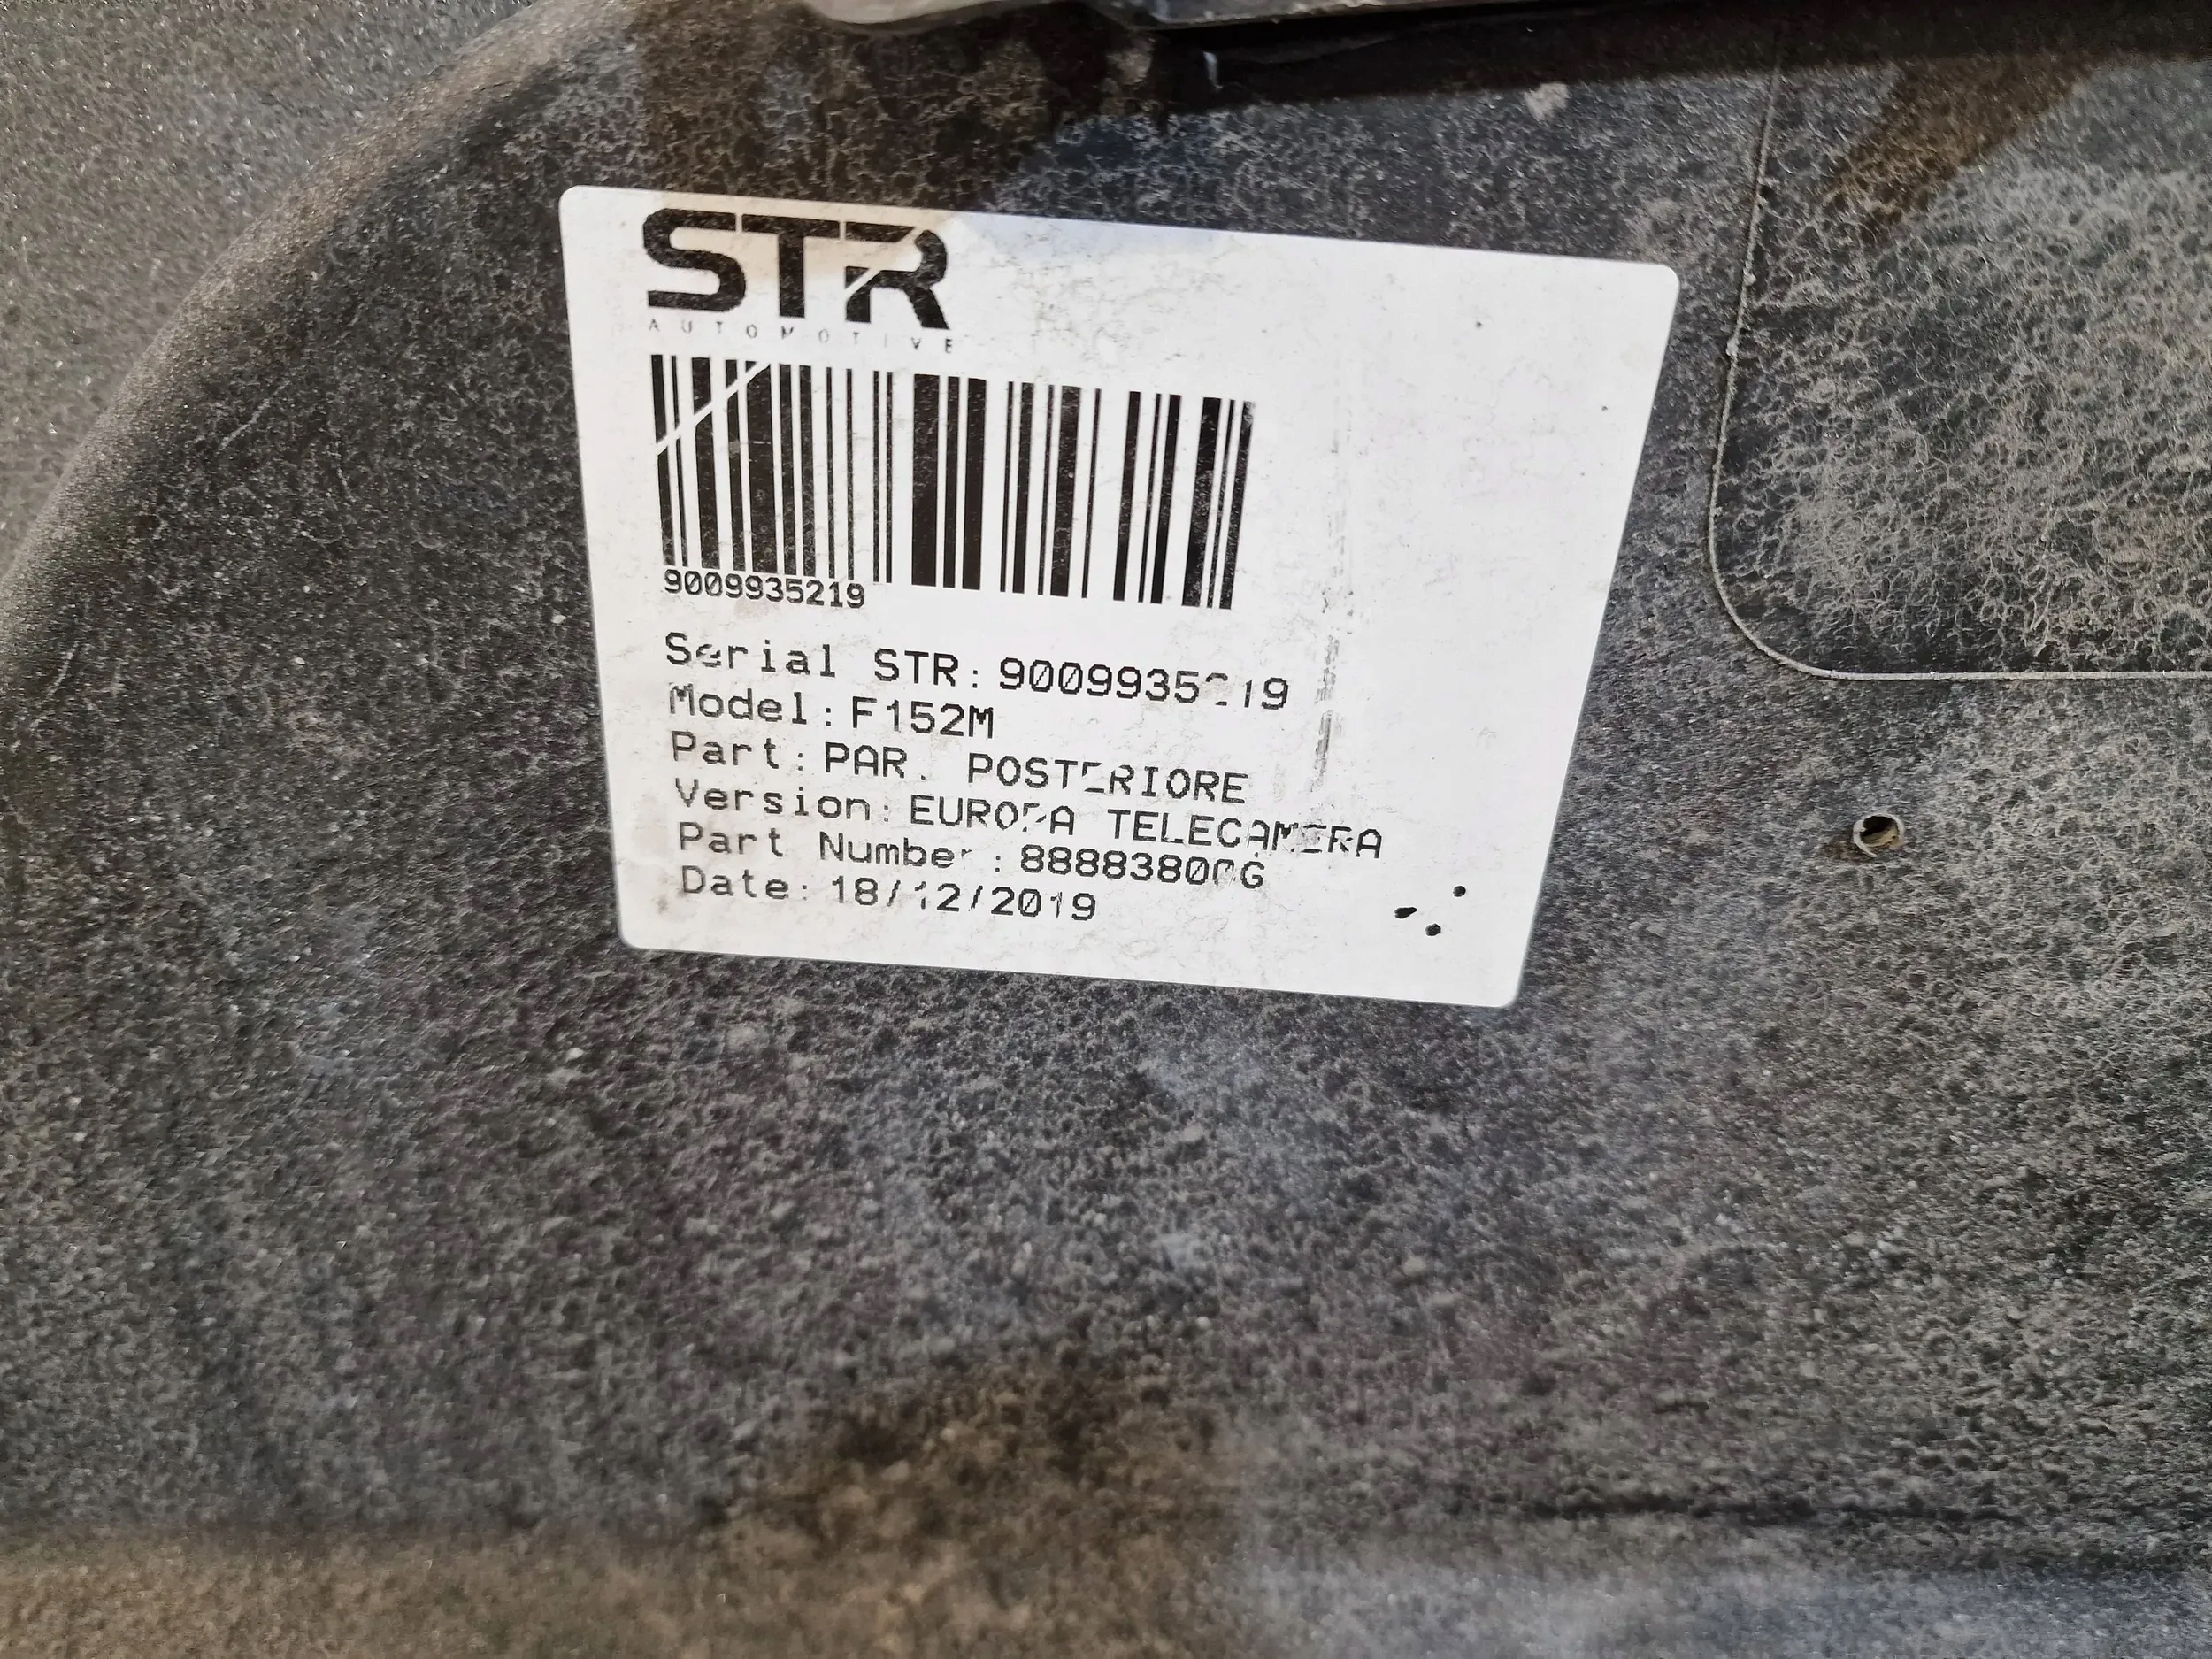 STR
AUTOMOTIVE
9009935219
Serial STR: 9009935219
Model: F152M
Part: PAR. POSTERIORE
Version: EUROPA TELECAMERA
Part Number:
Date: 18/12/2019